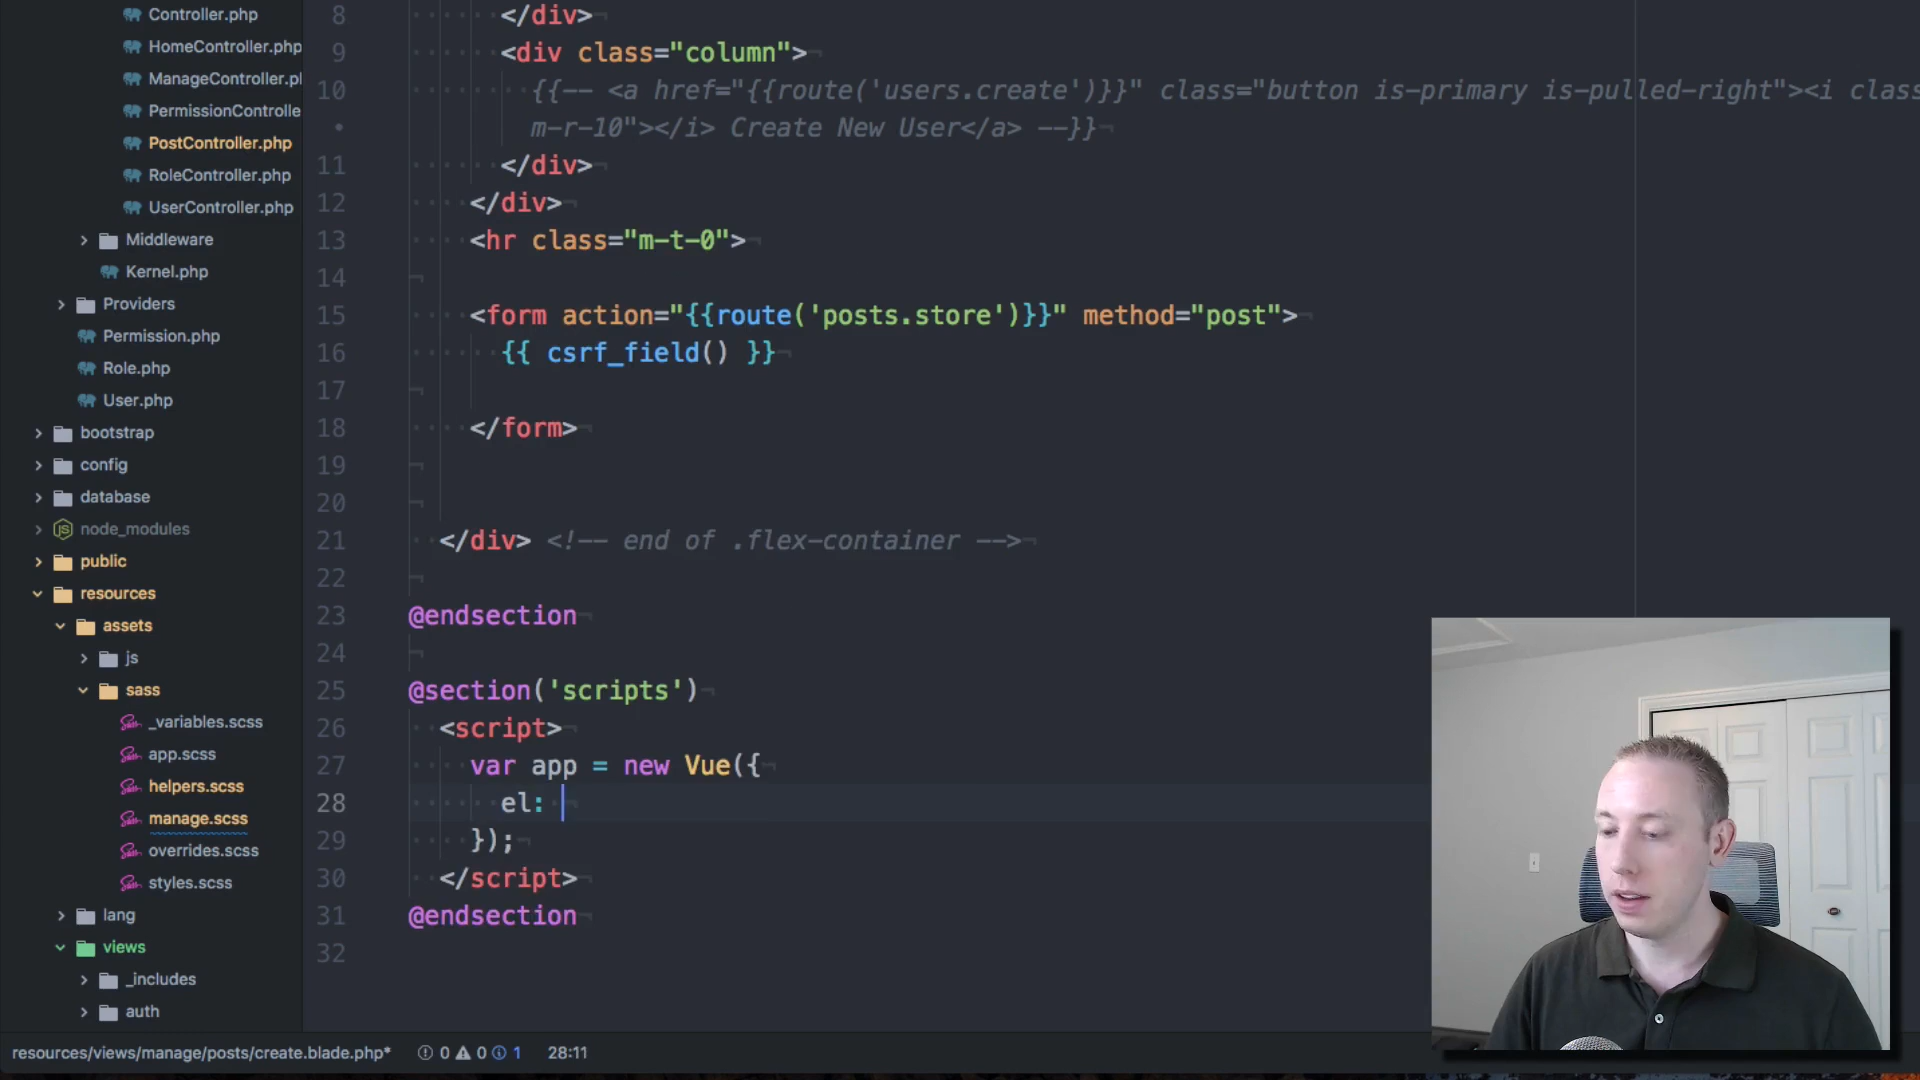 Controller.php
HomeController.php
ManageController.p
PermissionControlle
PostController.php
RoleController.php
UserController.php
Middleware
Kernel.php
Providers
Permission.php
Role.php
User.php
bootstrap
config
database
node_modules
public
resources
assets
js
sass
_variables.scss
app.scss
helpers.scss
manage.scss
overrides.scss
styles.scss
lang
views
_includes
auth
8 </div>
9 <div class="column">
10 {{-- <a href="{{route('users.create')}}" class="button is-primary is-pulled-right"><i class
m-r-10"></i> Create New User</a> --}}
11 </div>
12 </div>
13 <hr class="m-t-0">
14
15 <form action="{{route('posts.store')}}" method="post">
16 {{ csrf_field() }}
17
18 </form>
19
20
21 </div> <!-- end of .flex-container -->
22
23 @endsection
24
25 @section('scripts')
26 <script>
27 var app = new Vue({
28 el:
29 });
30 </script>
31 @endsection
32
resources/views/manage/posts/create.blade.php* 0 0 1 28:11